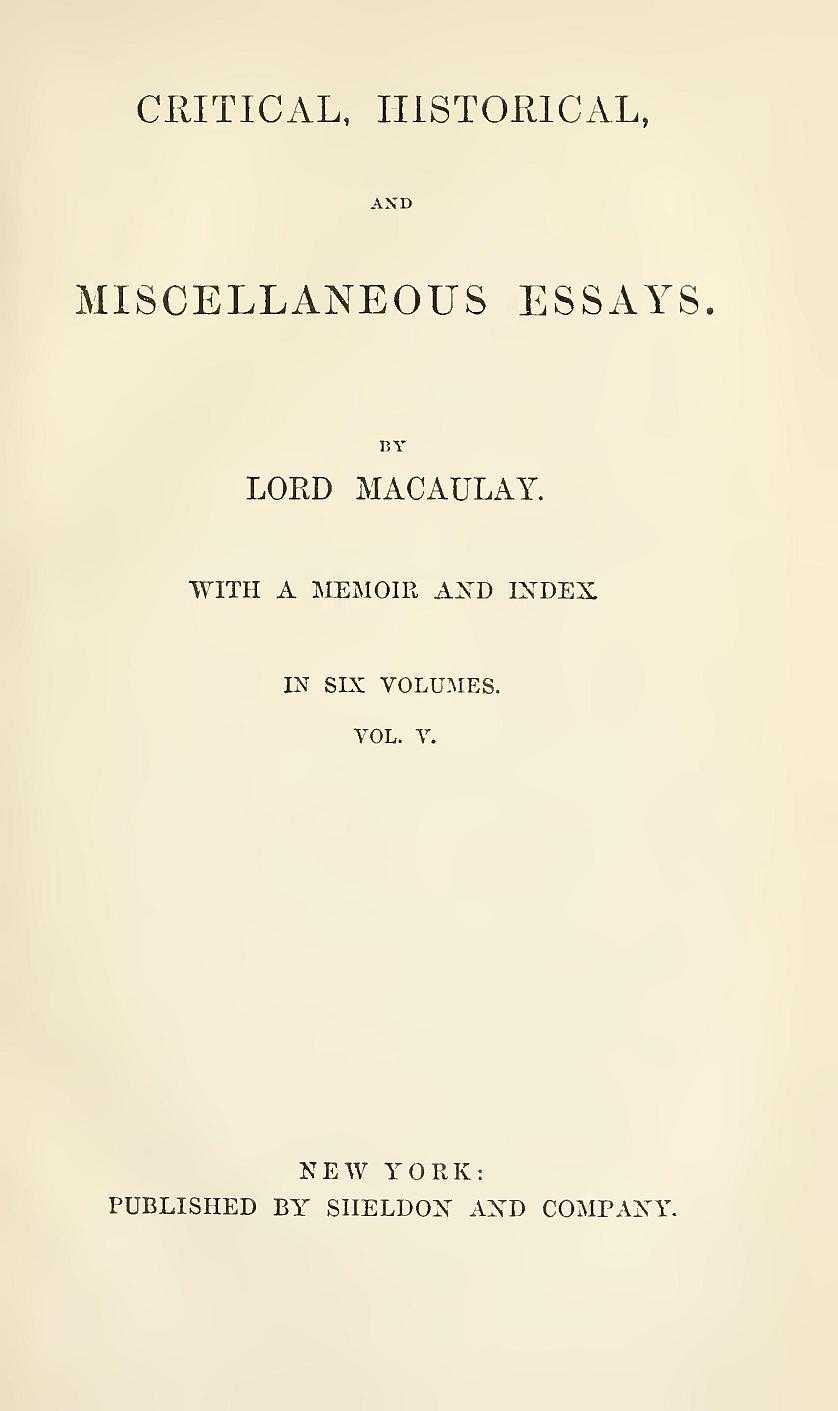 CRITICAL, HISTORICAL,
AND
MISCELLANEOUS ESSAYS.
BY
LORD MACAULAY.
WITH A MEMOIR AND INDEX
IN SIX VOLUMES.
VOL. V.
NEW YORK:
PUBLISHED BY SHELDON AND COMPANY.